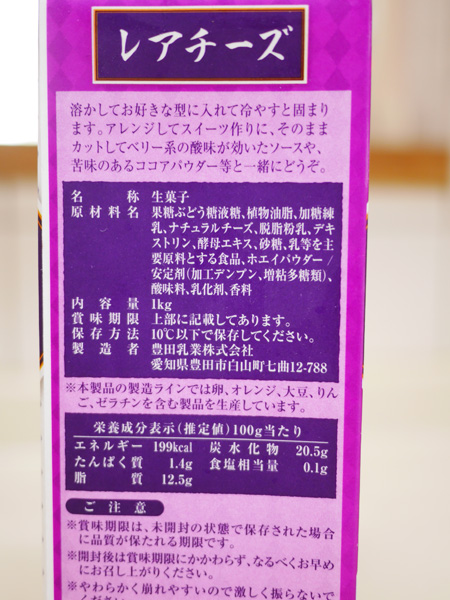 レアチーズ
溶かしてお好きな型に入れて冷やすと固まり
ます。アレンジしてスイーツ作りに、そのまま
カットしてベリー系の酸味が効いたソースや、
苦味のあるココアパウダー等と一緒にどうぞ。
名称 生菓子
原材料名 果糖ぶどう糖液糖、植物油脂、加糖練
乳、ナチュラルチーズ、脱脂粉乳、デキ
ストリン、酵母エキス、砂糖、乳等を主
要原料とする食品、ホエイパウダー/
安定剤(加工デンプン、増粘多糖類)、
酸味料、乳化剤、香料
内容量 1kg
賞味期限 上部に記載してあります。
保存方法 10℃以下で保存してください。
製造者 豊田乳業株式会社
愛知県豊田市白山町七曲12-788
※本製品の製造ラインでは卵、オレンジ、大豆、りん
ご、ゼラチンを含む製品を生産しています。
栄養成分表示(推定値)100g当たり
エネルギー 199kcal 炭水化物 20.5g
たんぱく質 1.4g 食塩相当量 0.1g
脂質 12.5g
ご注意
※賞味期限は、未開封の状態で保存された場合
に品質が保たれる期限です。
※開封後は賞味期限にかかわらず、なるべくお早め
にお召し上がりください。
※やわらかく崩れやすいので激しく振らないで